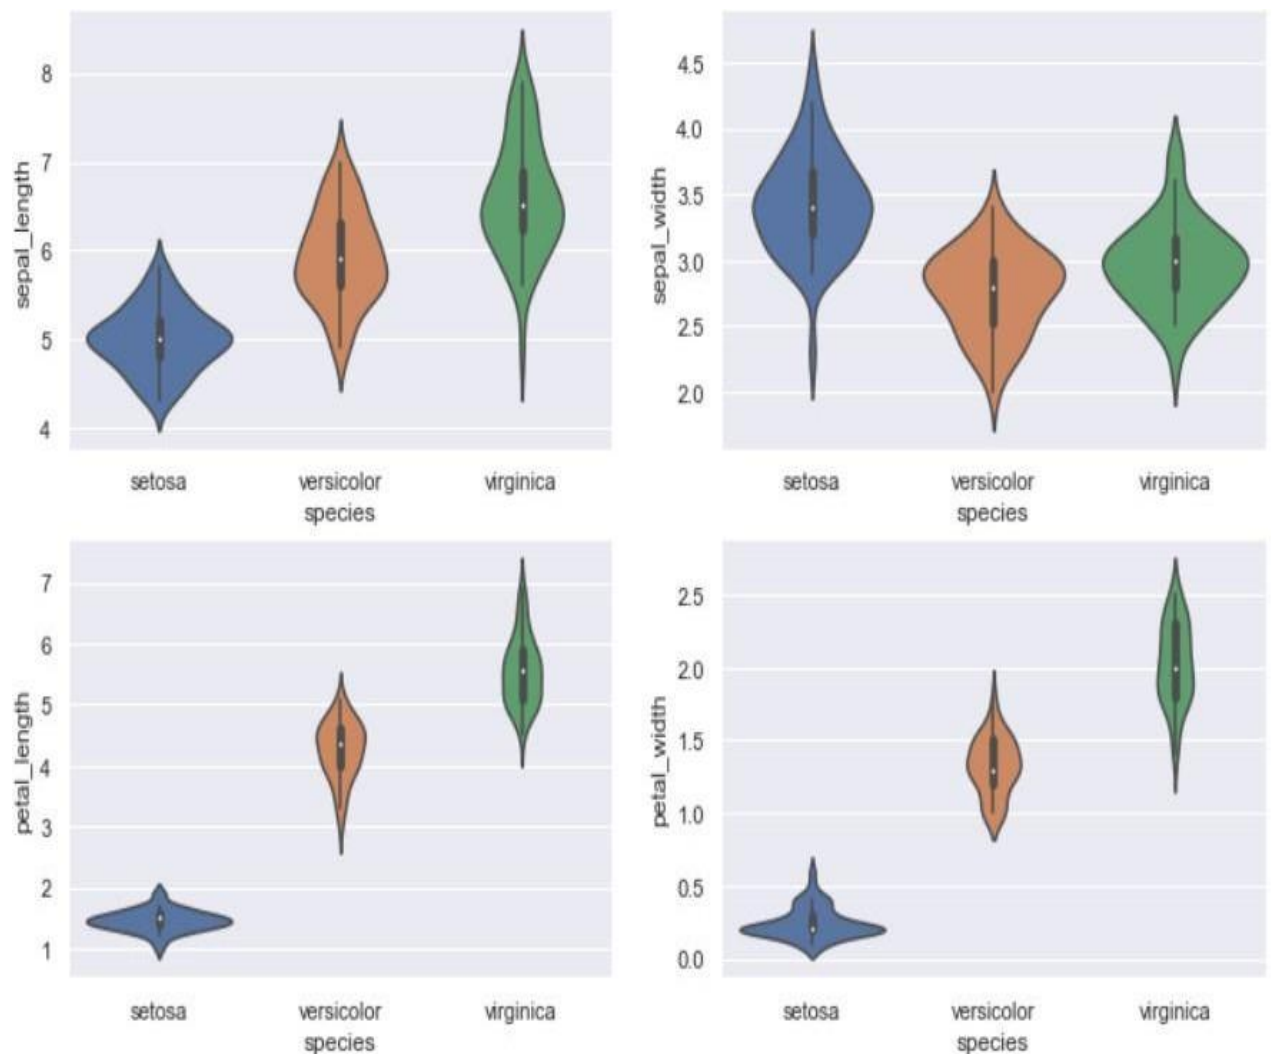 sepal_length
8
7
6
5
4
setosa versicolor virginica
species
sepal_width
4.5
4.0
3.5
3.0
2.5
2.0
setosa versicolor virginica
species
petal_length
7
6
5
4
3
2
1
setosa versicolor virginica
species
petal_width
2.5
2.0
1.5
1.0
0.5
0.0
setosa versicolor virginica
species